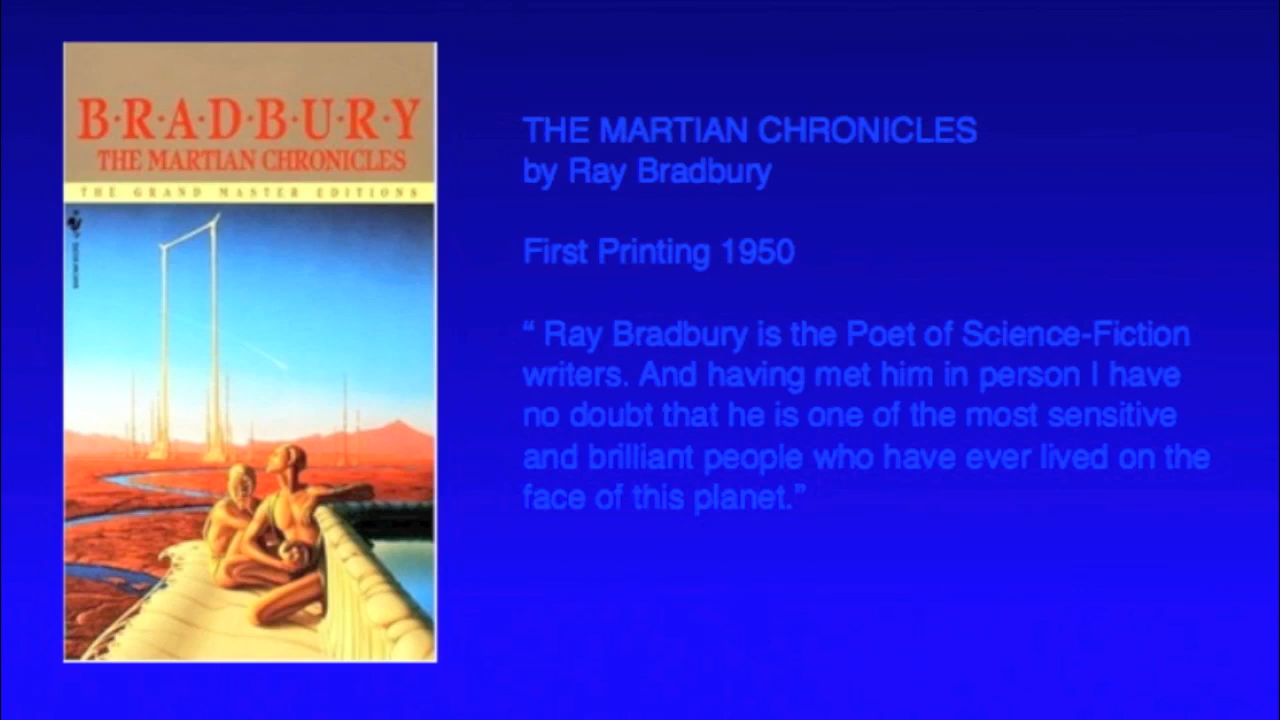 B·R·A·D·B·U·R·Y
THE MARTIAN CHRONICLES
THE GRAND MASTER EDITIONS
THE MARTIAN CHRONICLES
by Ray Bradbury
First Printing 1950
“ Ray Bradbury is the Poet of Science-Fiction
writers. And having met him in person I have
no doubt that he is one of the most sensitive
and brilliant people who have ever lived on the
face of this planet.”